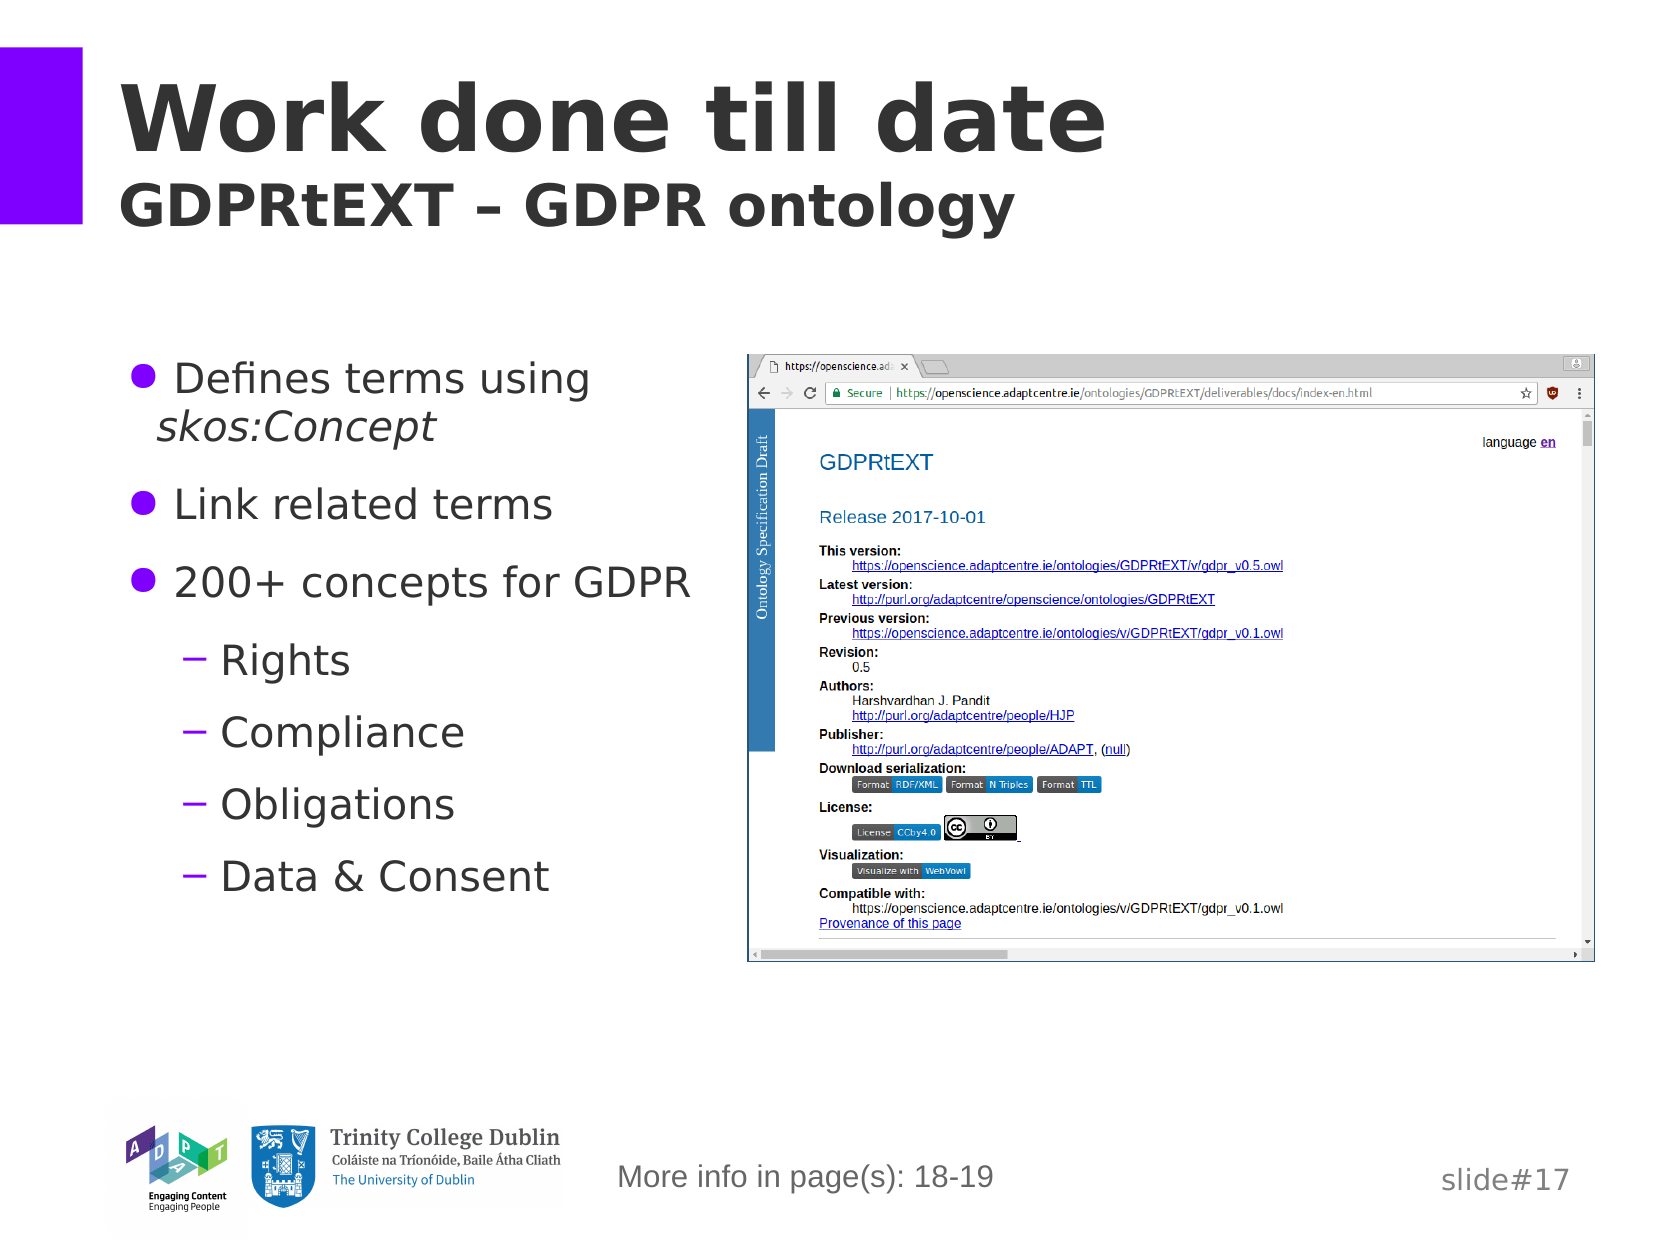 Work done till date
GDPRtEXT – GDPR ontology
● Defines terms using
skos:Concept
● Link related terms
● 200+ concepts for GDPR
– Rights
– Compliance
– Obligations
– Data & Consent
https://openscience.ada
Secure | https://openscience.adaptcentre.ie/ontologies/GDPRtEXT/deliverables/docs/index-en.html
Ontology Specification Draft
language en
GDPRtEXT
Release 2017-10-01
This version:
https://openscience.adaptcentre.ie/ontologies/GDPRtEXT/v/gdpr_v0.5.owl
Latest version:
http://purl.org/adaptcentre/openscience/ontologies/GDPRtEXT
Previous version:
https://openscience.adaptcentre.ie/ontologies/v/GDPRtEXT/gdpr_v0.1.owl
Revision:
0.5
Authors:
Harshvardhan J. Pandit
http://purl.org/adaptcentre/people/HJP
Publisher:
http://purl.org/adaptcentre/people/ADAPT, (null)
Download serialization:
Format RDF/XML Format N Triples Format TTL
License:
License CCby4.0 cc BY
Visualization:
Visualize with WebVowl
Compatible with:
https://openscience.adaptcentre.ie/ontologies/v/GDPRtEXT/gdpr_v0.1.owl
Provenance of this page
ADAPT
Engaging Content
Engaging People
Trinity College Dublin
Coláiste na Tríonóide, Baile Átha Cliath
The University of Dublin
More info in page(s): 18-19
slide#17